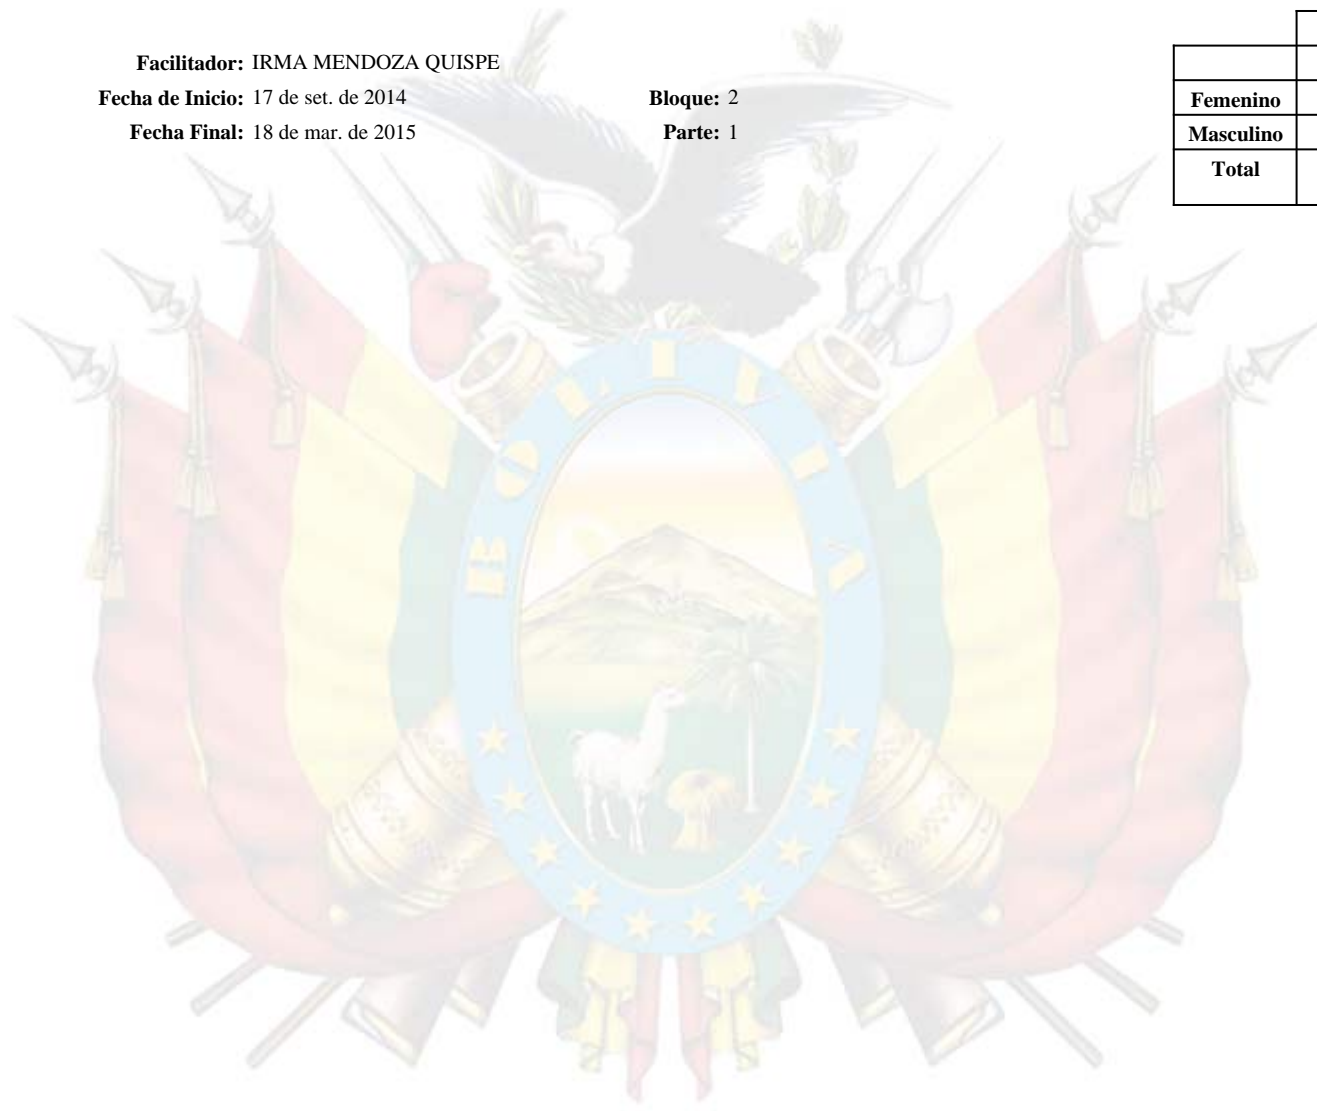 Facilitador: IRMA MENDOZA QUISPE
Fecha de Inicio: 17 de set. de 2014 Bloque: 2
Fecha Final: 18 de mar. de 2015 Parte: 1
Femenino
Masculino
Total
BOLIVIA